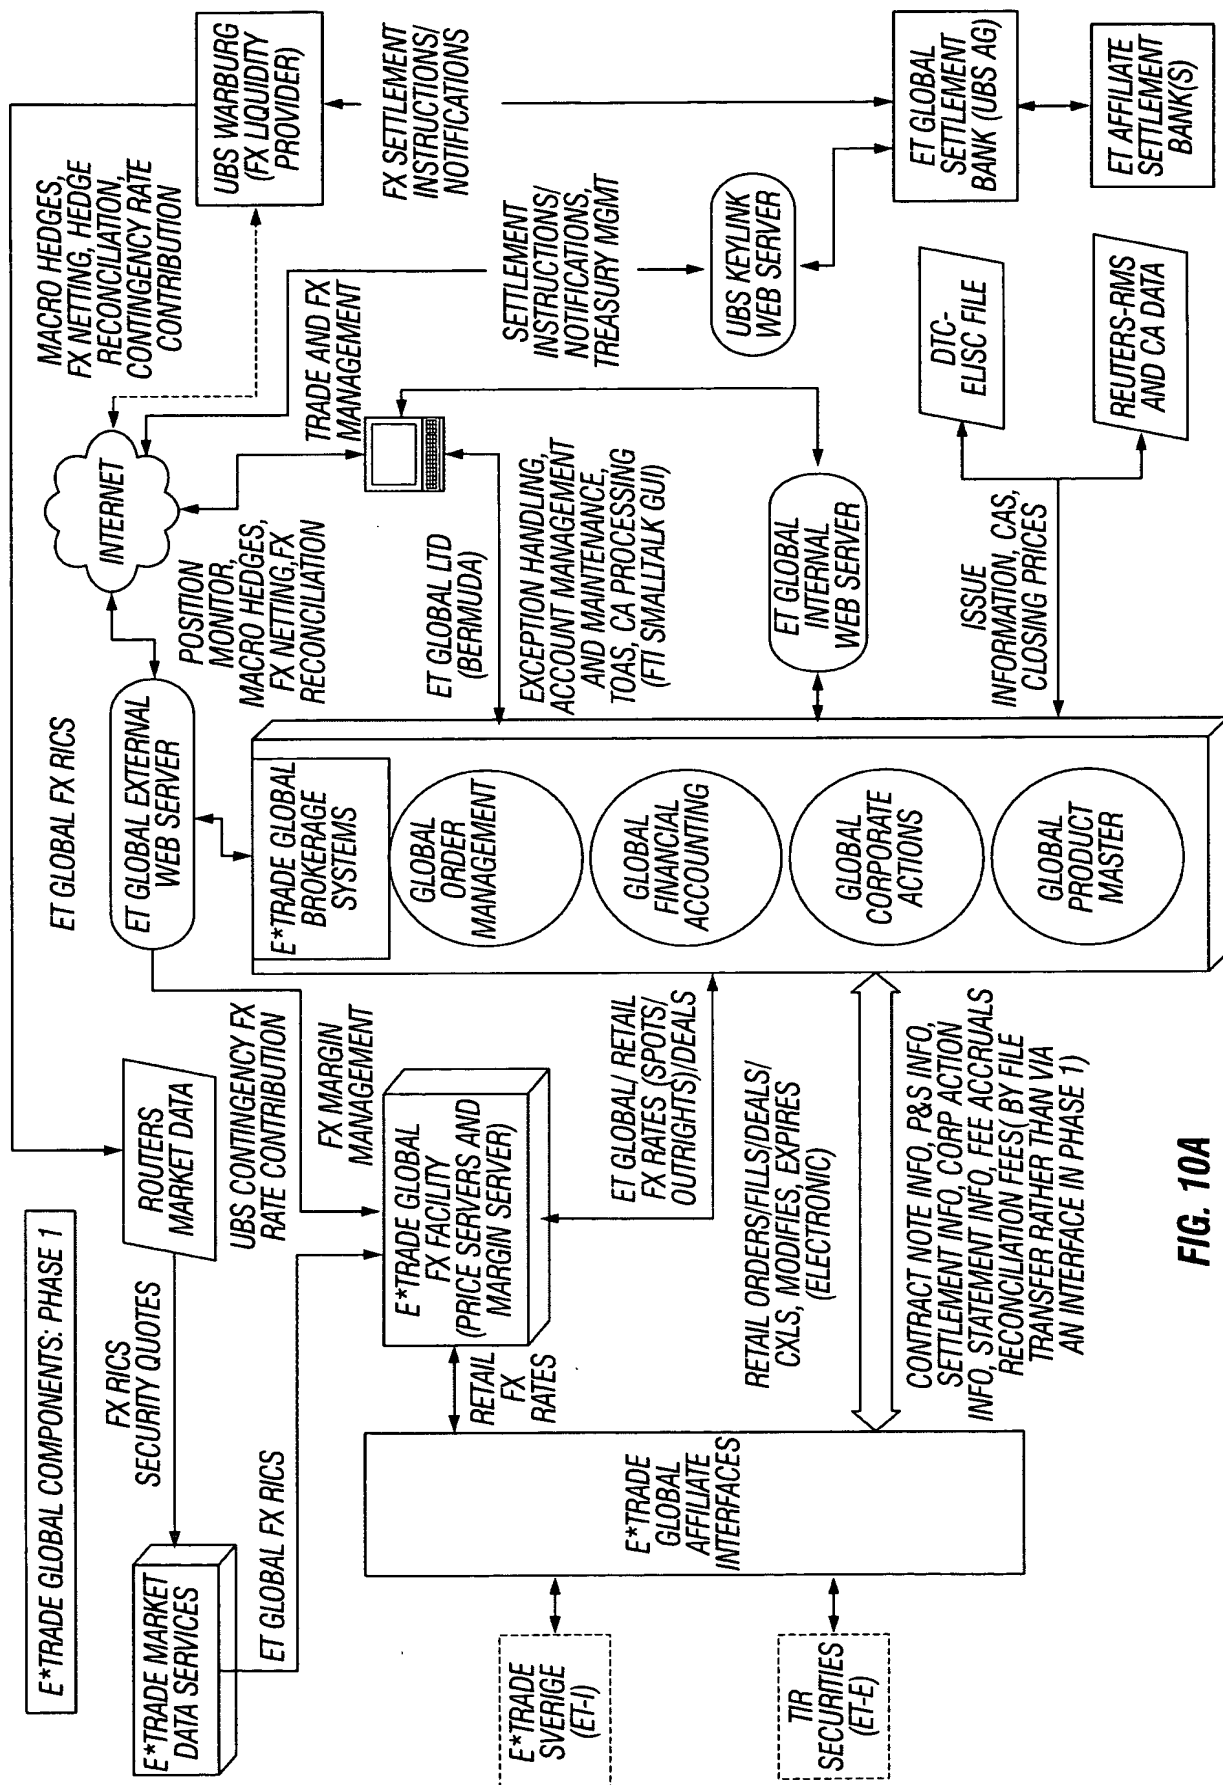 E*TRADE GLOBAL COMPONENTS: PHASE 1
E*TRADE MARKET
DATA SERVICES
FX RICS
SECURITY QUOTES
ROUTERS
MARKET DATA
ET GLOBAL FX RICS
UBS CONTINGENCY FX
RATE CONTRIBUTION
FX MARGIN
MANAGEMENT
ET GLOBAL FX RICS
ET GLOBAL EXTERNAL
WEB SERVER
INTERNET
MACRO HEDGES,
FX NETTING, HEDGE
RECONCILIATION,
CONTINGENCY RATE
CONTRIBUTION
UBS WARBURG
(FX LIQUIDITY
PROVIDER)
POSITION
MONITOR,
MACRO HEDGES,
FX NETTING,FX
RECONCILIATION
TRADE AND FX
MANAGEMENT
FX SETTLEMENT
INSTRUCTIONS/
NOTIFICATIONS
SETTLEMENT
INSTRUCTIONS/
NOTIFICATIONS,
TREASURY MGMT
UBS KEYLINK
WEB SERVER
ET GLOBAL
SETTLEMENT
BANK (UBS AG)
ET AFFILIATE
SETTLEMENT
BANK(S)
E*TRADE GLOBAL
FX FACILITY
(PRICE SERVERS AND
MARGIN SERVER)
RETAIL
FX
RATES
E*TRADE GLOBAL
BROKERAGE
SYSTEMS
GLOBAL
ORDER
MANAGEMENT
GLOBAL
FINANCIAL
ACCOUNTING
GLOBAL
CORPORATE
ACTIONS
GLOBAL
PRODUCT
MASTER
ET GLOBAL LTD
(BERMUDA)
EXCEPTION HANDLING,
ACCOUNT MANAGEMENT
AND MAINTENANCE,
TOAS, CA PROCESSING
(FTI SMALLTALK GUI)
ET GLOBAL
INTERNAL
WEB SERVER
DTC-
ELISC FILE
REUTERS-RMS
AND CA DATA
ISSUE
INFORMATION, CAS,
CLOSING PRICES
ET GLOBAL/ RETAIL
FX RATES (SPOTS/
OUTRIGHTS)/DEALS
RETAIL ORDERS/FILLS/DEALS/
CXLS, MODIFIES, EXPIRES
(ELECTRONIC)
CONTRACT NOTE INFO, P&S INFO,
SETTLEMENT INFO, CORP ACTION
INFO, STATEMENT INFO, FEE ACCRUALS
RECONCILIATION FEES( BY FILE
TRANSFER RATHER THAN VIA
AN INTERFACE IN PHASE 1)
E*TRADE
GLOBAL
AFFILIATE
INTERFACES
E*TRADE
SVERIGE
(ET-I)
TIR
SECURITIES
(ET-E)
FIG. 10A